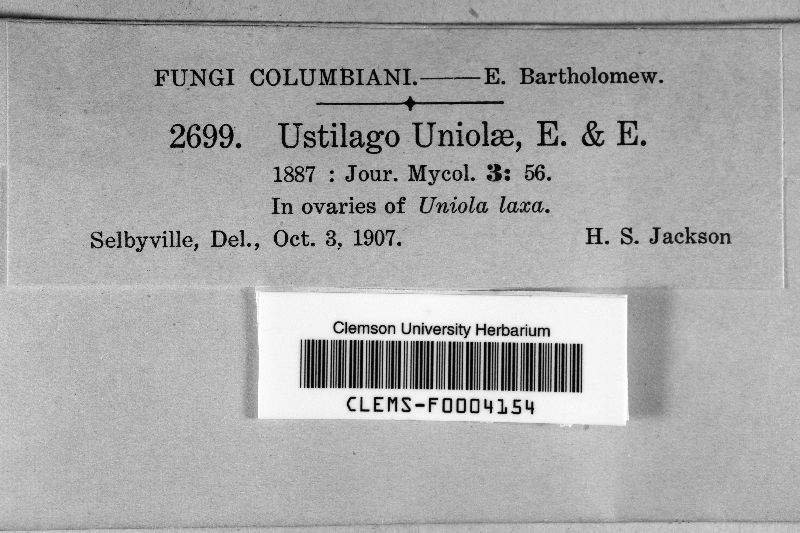 FUNGI COLUMBIANI.——E. Bartholomew.
2699. Ustilago Uniolæ, E. & E.
1887 : Jour. Mycol. 3: 56.
In ovaries of Uniola laxa.
Selbyville, Del., Oct. 3, 1907. H. S. Jackson
Clemson University Herbarium
CLEMS-F0004154